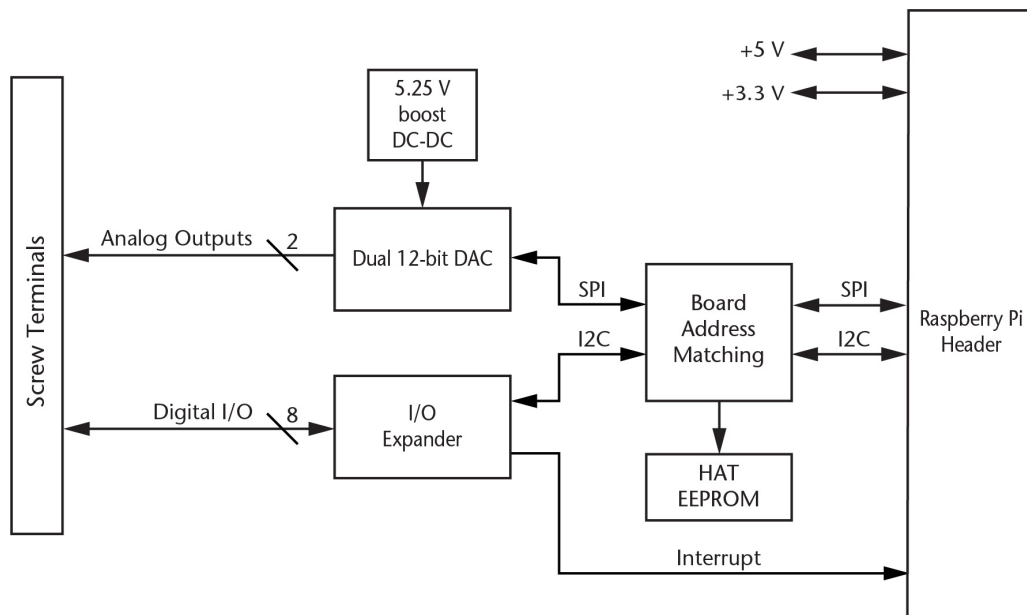 +5 V
+3.3 V
5.25 V
boost
DC-DC
Screw Terminals
Analog Outputs
2
Dual 12-bit DAC
SPI
I2C
Board
Address
Matching
SPI
I2C
Raspberry Pi
Header
Digital I/O
8
I/O
Expander
HAT
EEPROM
Interrupt